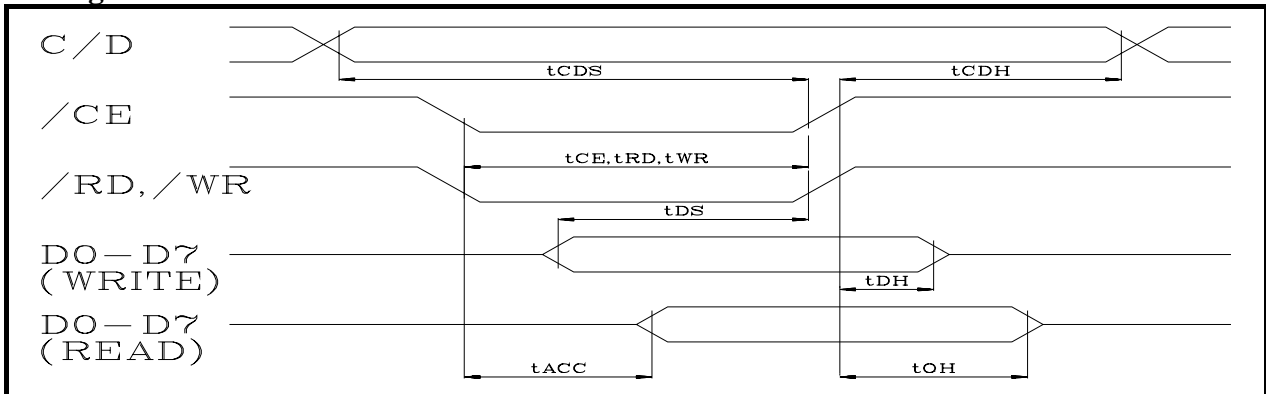 C/D
tCDS
tCDH
/CE
tCE,tRD,tWR
/RD,/WR
tDS
D0-D7
(WRITE)
tDH
D0-D7
(READ)
tACC
tOH